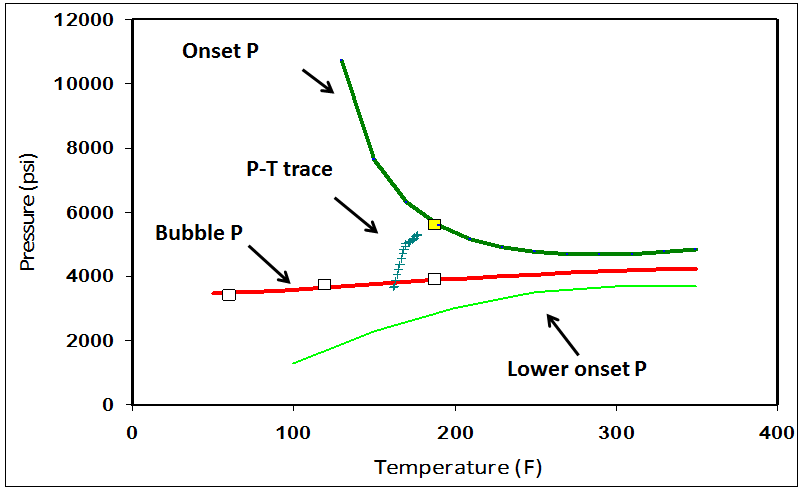 12000
Onset P
10000
8000
P-T trace
Pressure (psi)
6000
Bubble P
4000
2000
Lower onset P
0
0 100 200 300 400
Temperature (F)